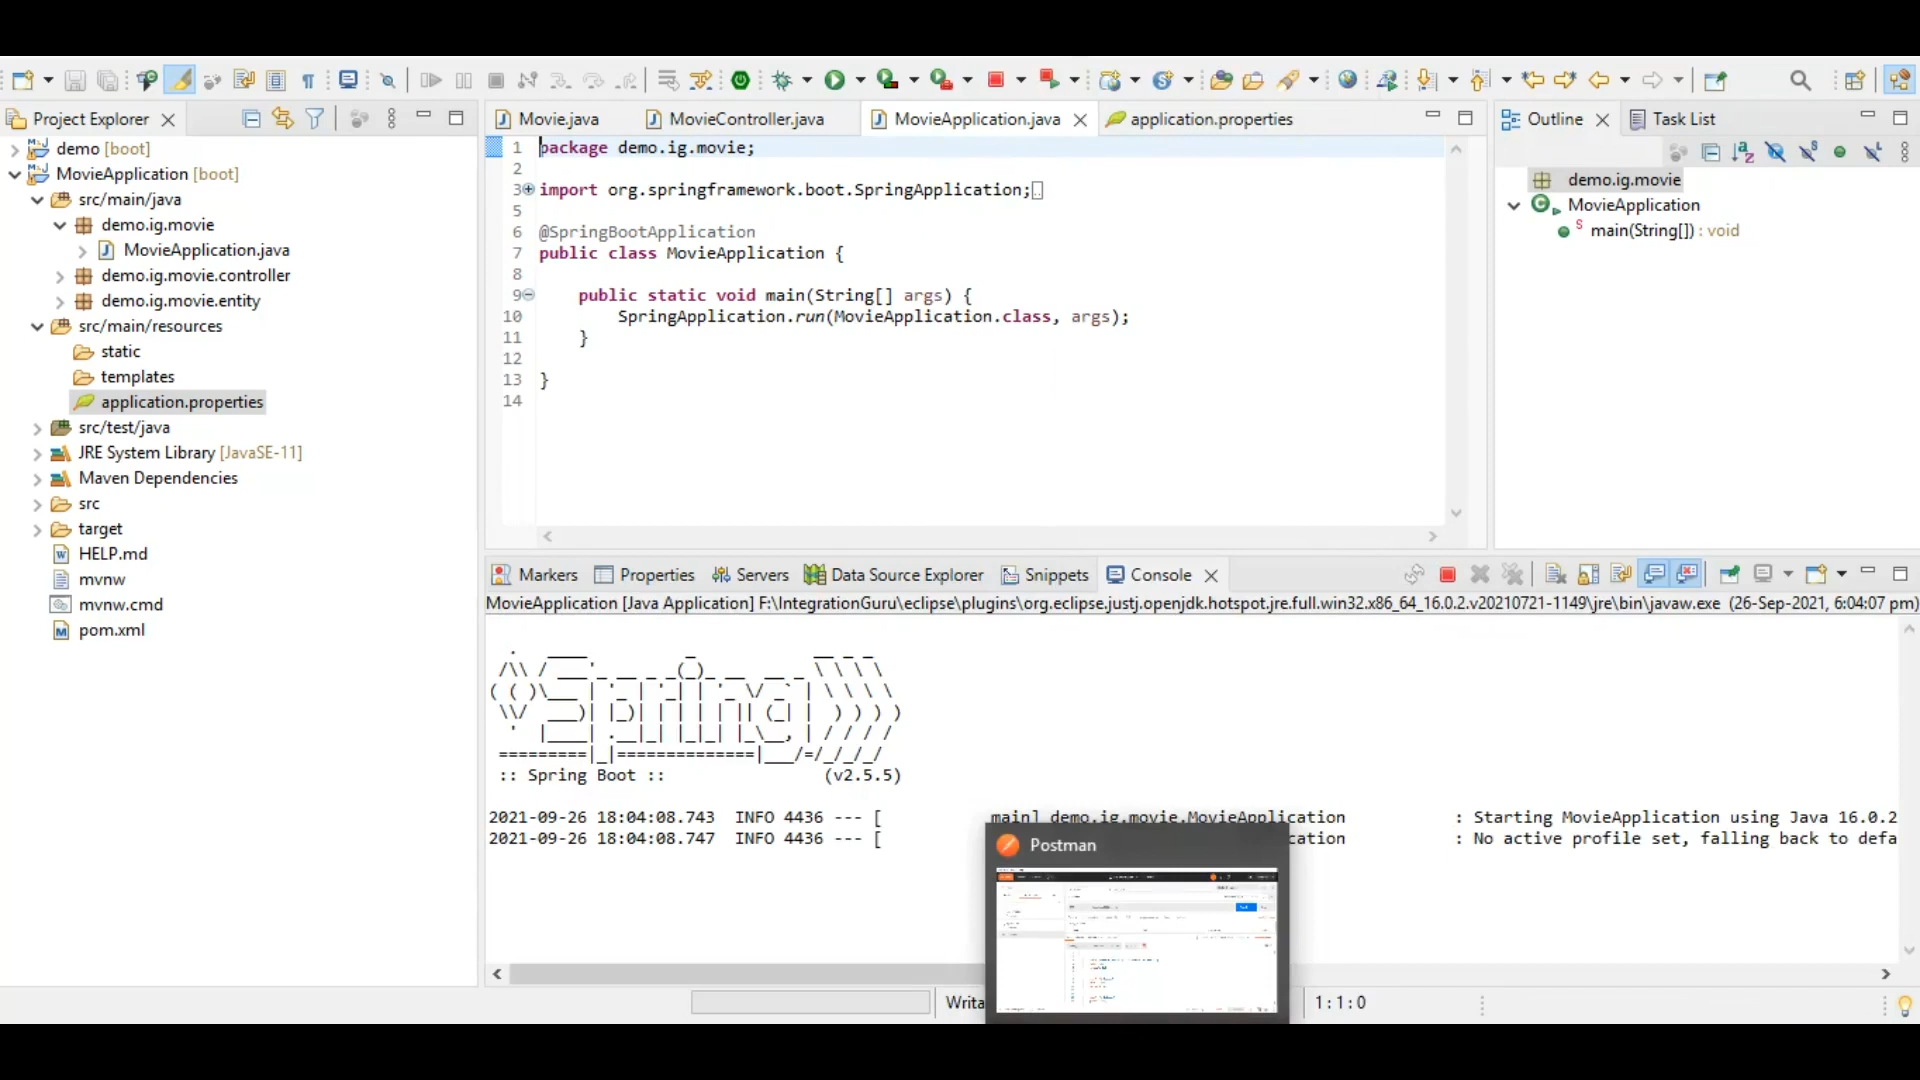 Project Explorer
demo [boot]
MovieApplication [boot]
src/main/java
demo.ig.movie
MovieApplication.java
demo.ig.movie.controller
demo.ig.movie.entity
src/main/resources
static
templates
application.properties
src/test/java
JRE System Library [JavaSE-11]
Maven Dependencies
src
target
HELP.md
mvnw
mvnw.cmd
pom.xml
Movie.java
MovieController.java
MovieApplication.java
application.properties
1 package demo.ig.movie;
2
3 import org.springframework.boot.SpringApplication;
5
6 @SpringBootApplication
7 public class MovieApplication {
8
9 public static void main(String[] args) {
10 SpringApplication.run(MovieApplication.class, args);
11 }
12
13 }
14
Outline
Task List
demo.ig.movie
MovieApplication
main(String[]) : void
Markers
Properties
Servers
Data Source Explorer
Snippets
Console
MovieApplication [Java Application] F:\IntegrationGuru\eclipse\plugins\org.eclipse.justj.openjdk.hotspot.jre.full.win32.x86_64_16.0.2.v20210721-1149\jre\bin\javaw.exe (26-Sep-2021, 6:04:07 pm)
Spring
:: Spring Boot :: (v2.5.5)
2021-09-26 18:04:08.743 INFO 4436 --- [ main] demo.ig.movie.MovieApplication : Starting MovieApplication using Java 16.0.2
2021-09-26 18:04:08.747 INFO 4436 --- [ cation : No active profile set, falling back to defa
Postman
Writa
1:1:0